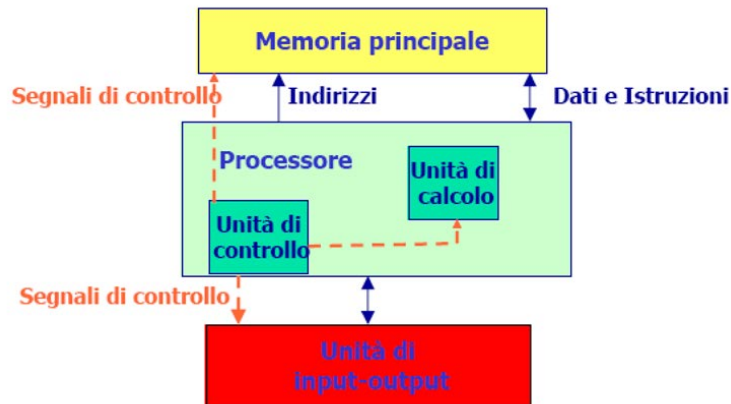 Memoria principale
Segnali di controllo
Indirizzi
Dati e Istruzioni
Processore
Unità di
calcolo
Unità di
controllo
Segnali di controllo
Unità di
input-output